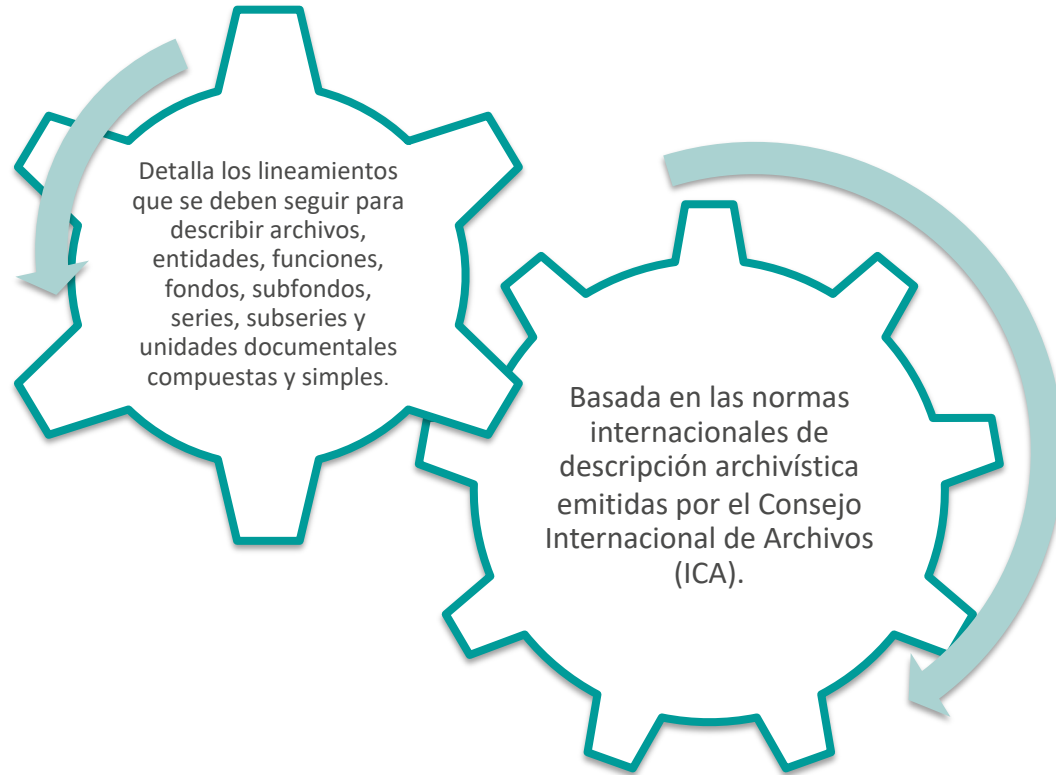 Detalla los lineamientos
que se deben seguir para
describir archivos,
entidades, funciones,
fondos, subfondos,
series, subseries y
unidades documentales
compuestas y simples.
Basada en las normas
internacionales de
descripción archivística
emitidas por el Consejo
Internacional de Archivos
(ICA).